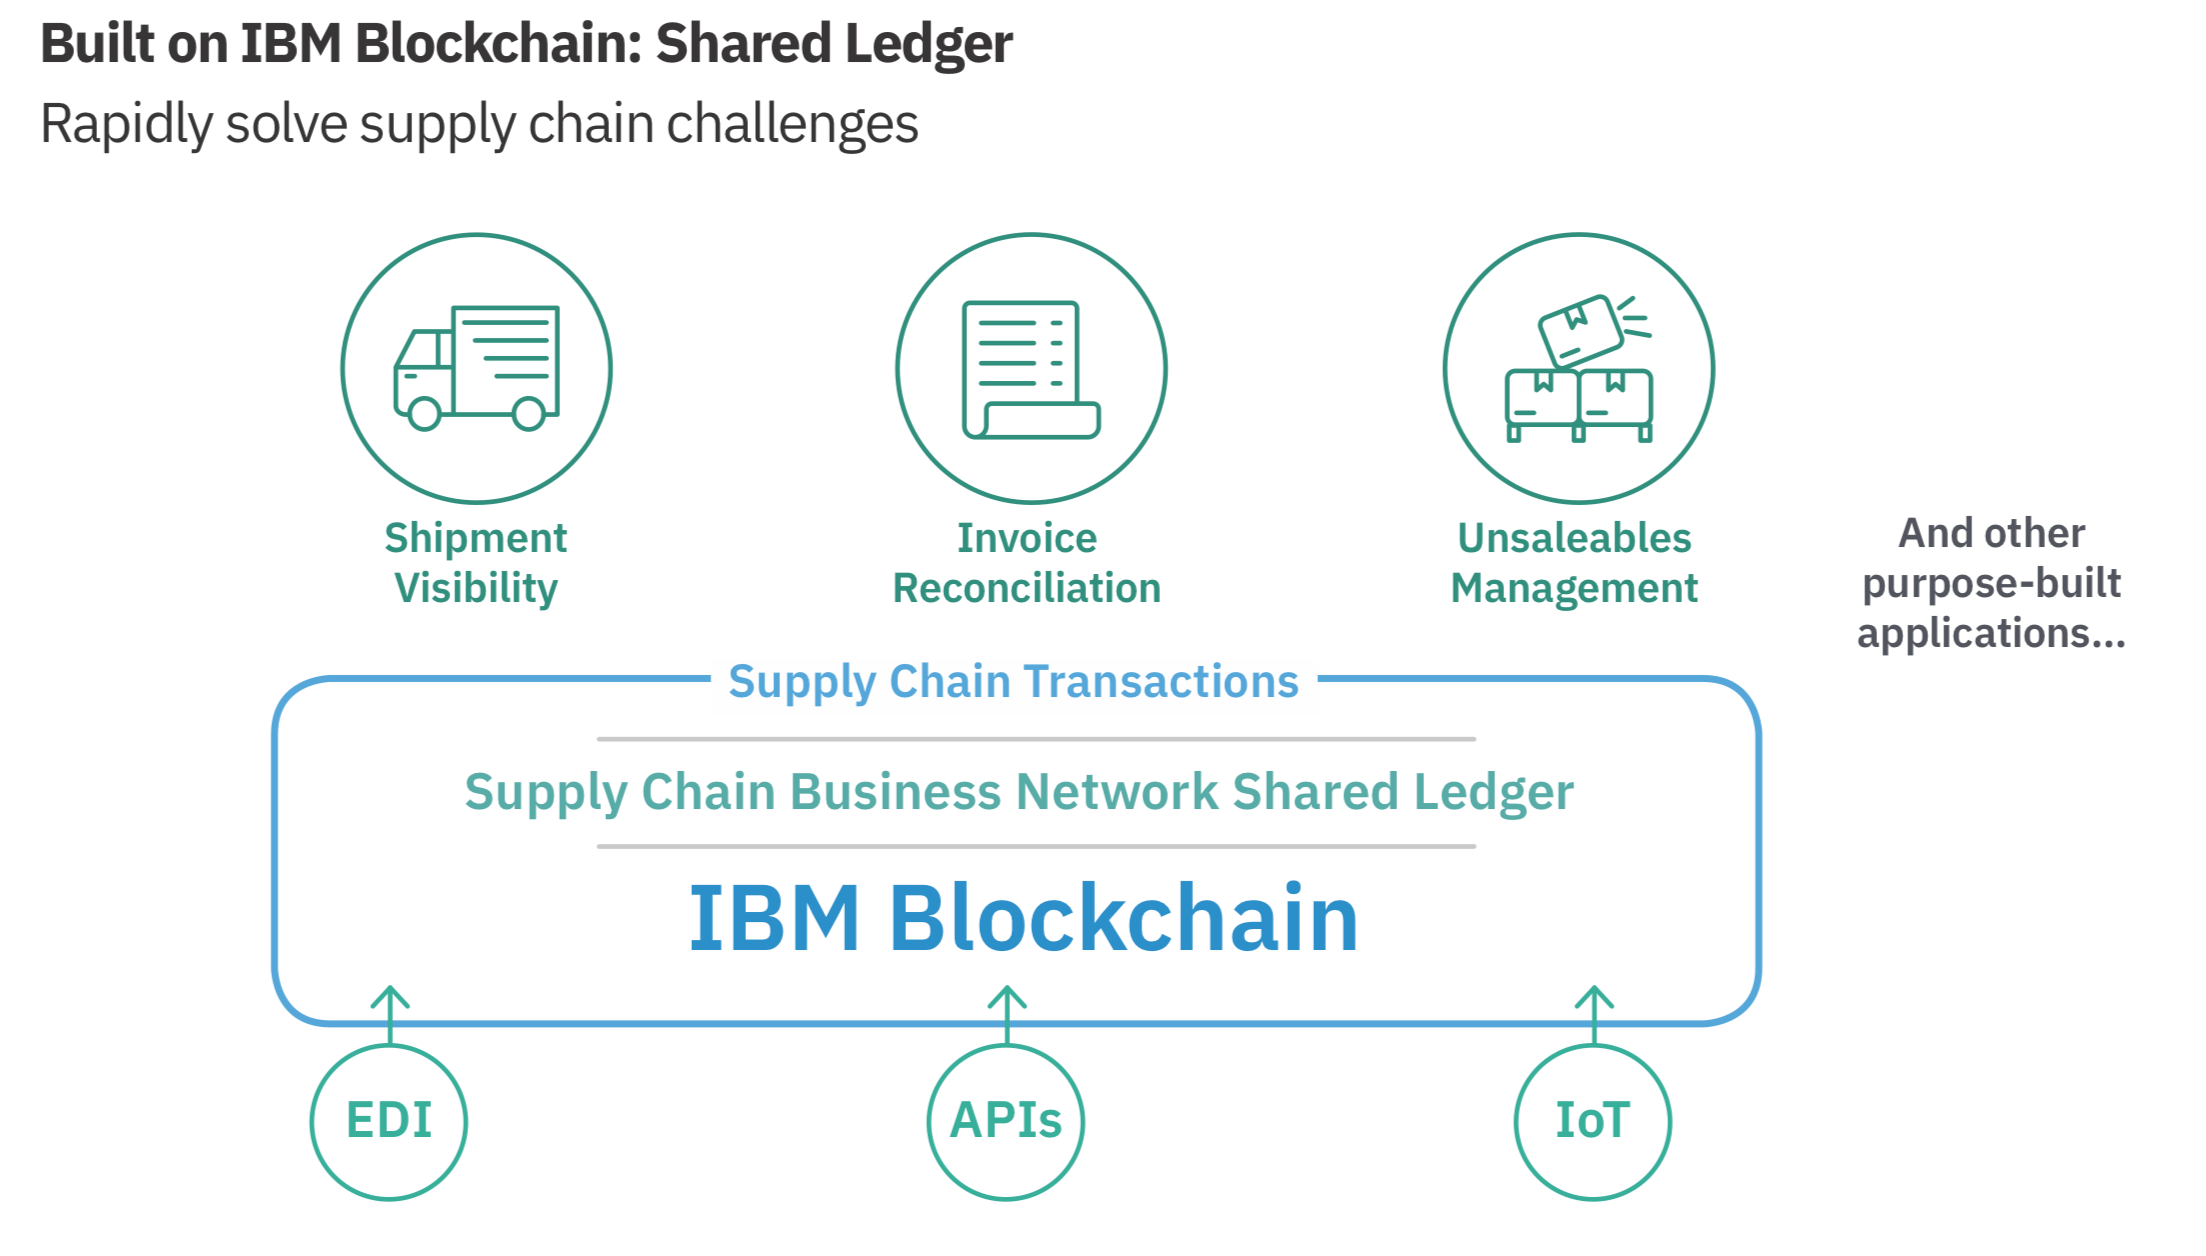 Built on IBM Blockchain: Shared Ledger
Rapidly solve supply chain challenges
Shipment
Visibility
Invoice
Reconciliation
Unsaleables
Management
And other
purpose-built
applications...
Supply Chain Transactions
Supply Chain Business Network Shared Ledger
IBM Blockchain
EDI
APIs
IoT